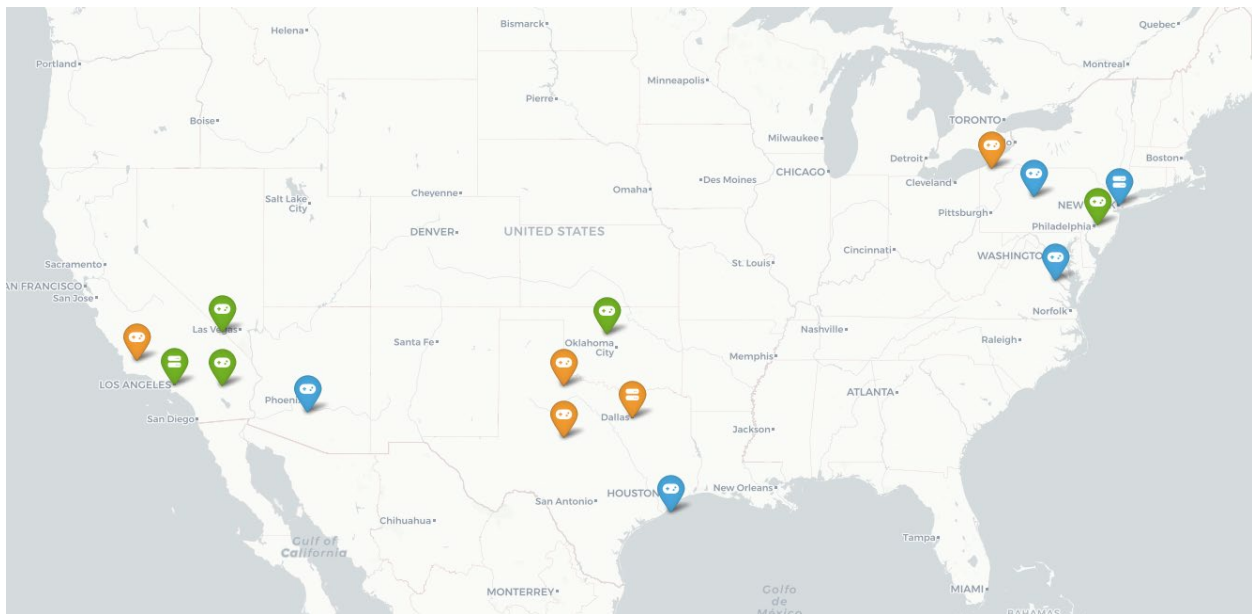 Bismarck
Quebec
Helena
Portland
Montreal
Minneapolis
Pierre
Boise
TORONTO
Milwaukee
Detroit
Boston
CHICAGO
Cleveland
Des Moines
Omaha
Cheyenne
Salt Lake
City
NEW
Pittsburgh
Philadelphia
DENVER
UNITED STATES
Cincinnati
WASHINGTO
St. Louis
Sacramento
AN FRANCISCO
San Jose
Norfolk
Las Vegas
Nashville
Santa Fe
Oklahoma
City
Raleigh
Memphis
LOS ANGELES
ATLANTA
Phoeni
San Diego
Dallas
Jackson
New Orleans
HOUSTON
San Antonio
Chihuahua
Tampa
Gulf of
California
MONTERREY
Golfo
de
México
MIAMI
BAHAMAS